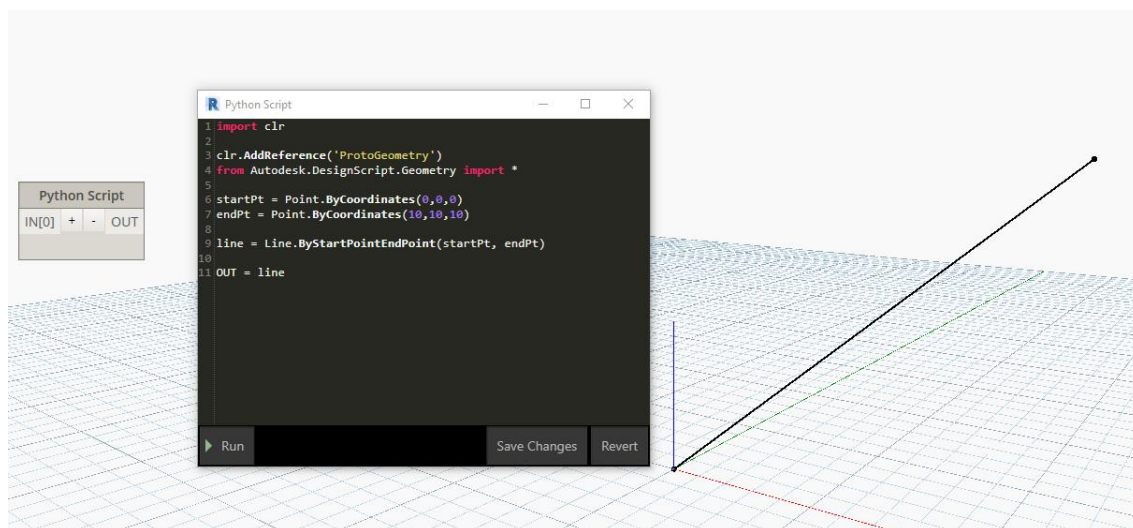 Python Script
IN[0] + - OUT
R Python Script
1 import clr
2
3 clr.AddReference('ProtoGeometry')
4 from Autodesk.DesignScript.Geometry import *
5
6 startPt = Point.ByCoordinates(0,0,0)
7 endPt = Point.ByCoordinates(10,10,10)
8
9 line = Line.ByStartPointEndPoint(startPt, endPt)
10
11 OUT = line
Run Save Changes Revert